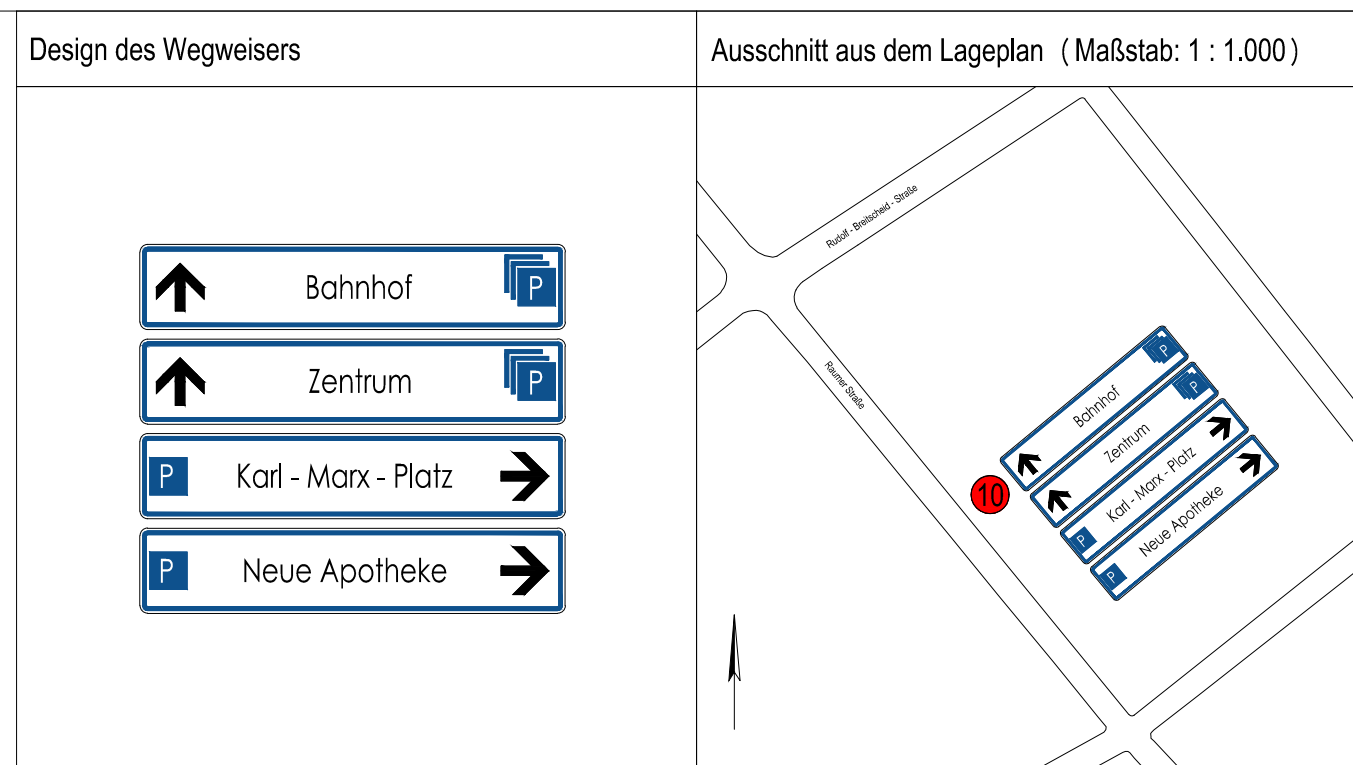 Design des Wegweisers
Ausschnitt aus dem Lageplan (Maßstab: 1 : 1.000)
Bahnhof P
Zentrum P
P Karl - Marx - Platz
P Neue Apotheke
Rudolf - Breitscheid - Straße
Raumer Straße
10
Bahnhof P
Zentrum P
P Karl - Marx - Platz
P Neue Apotheke